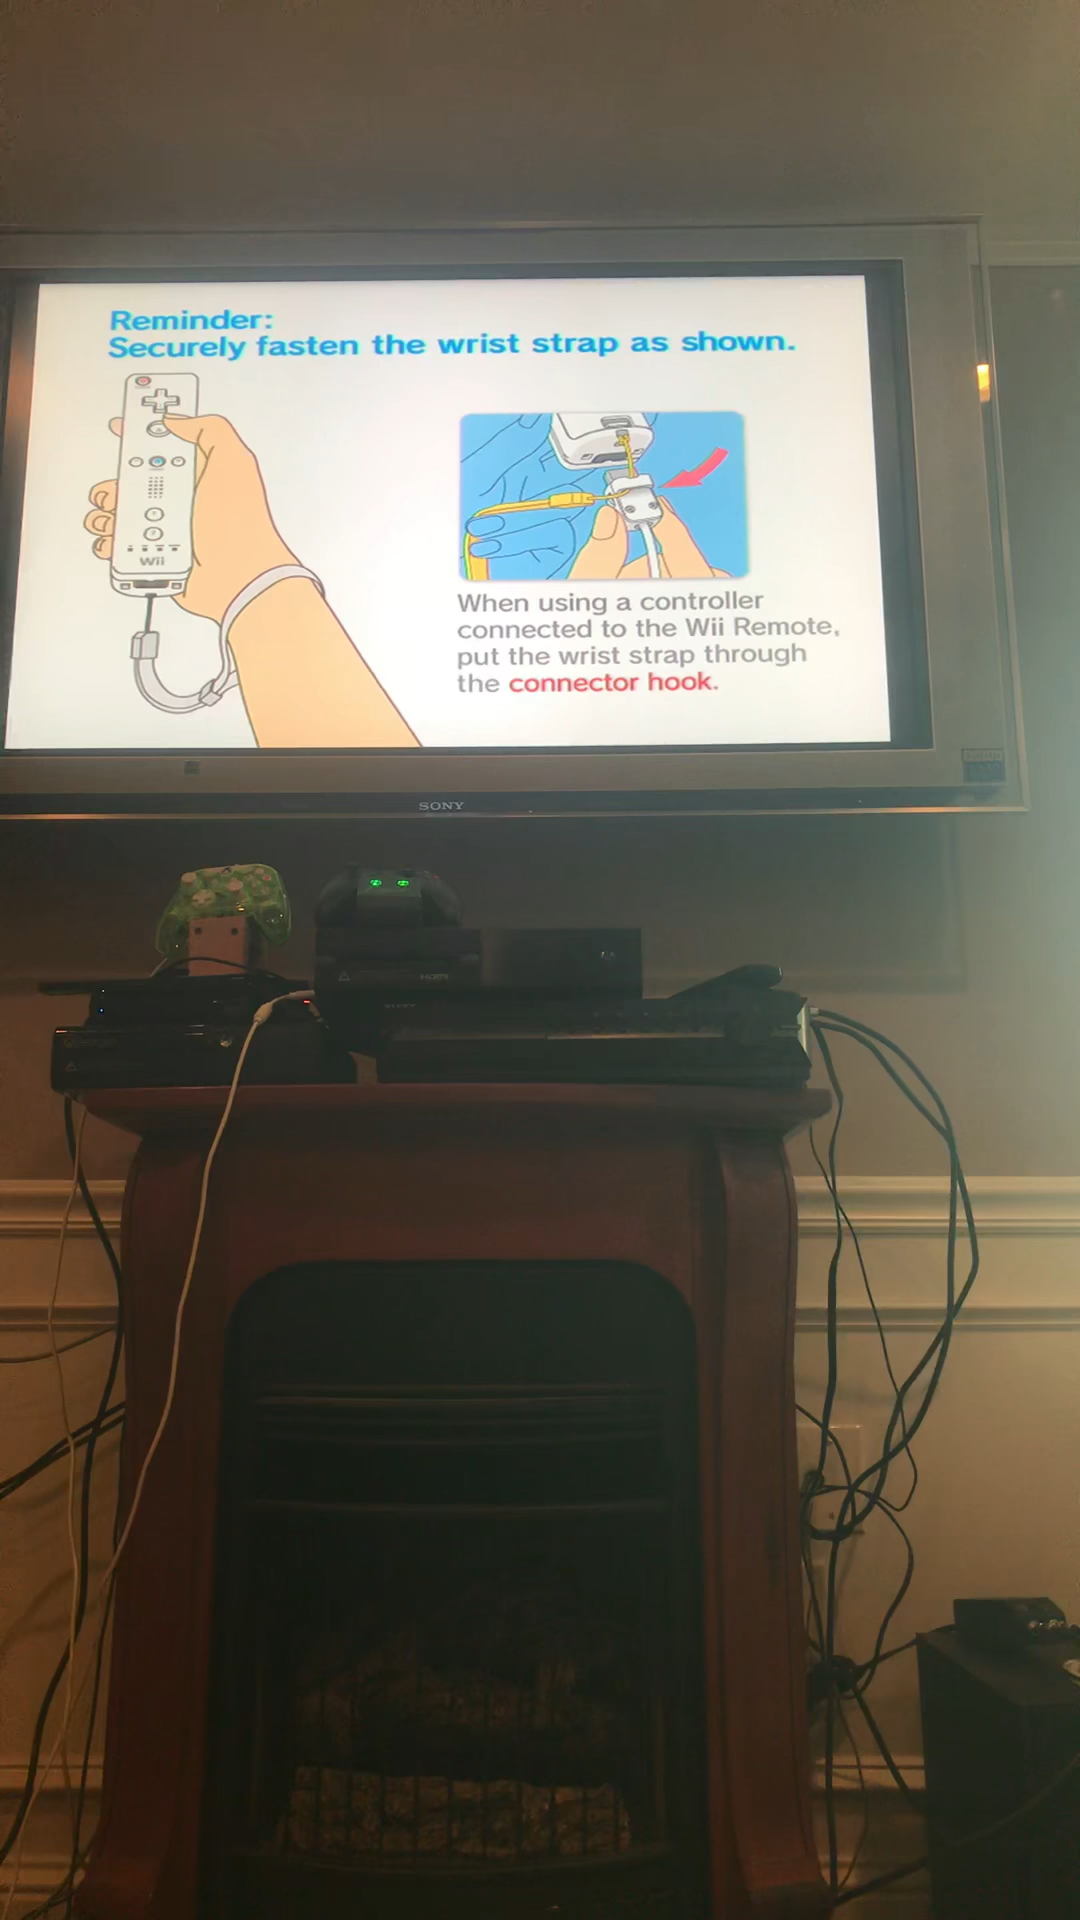 Reminder:
Securely fasten the wrist strap as shown.
Wii
When using a controller
connected to the Wii Remote,
put the wrist strap through
the connector hook.
SONY
HDMI